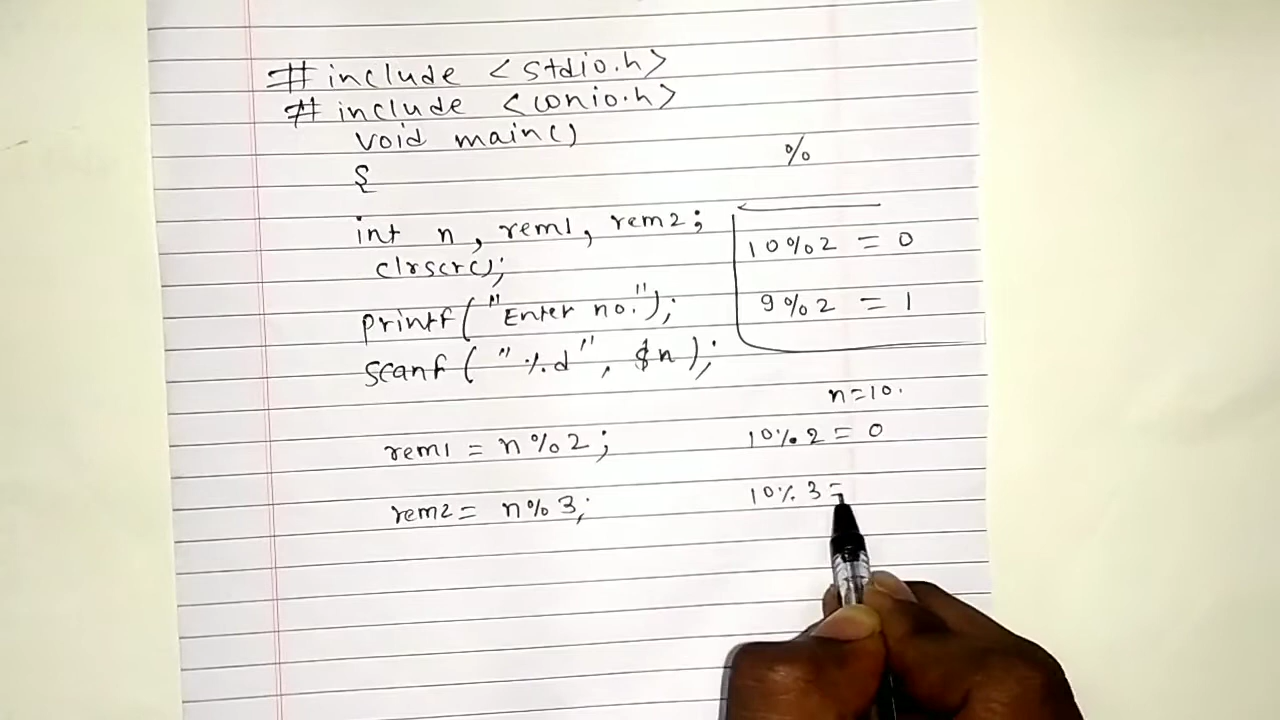 # include <stdio.h>
# include <conio.h>
void main()
{
int n, rem1, rem2;
clrscr();
printf("Enter no.");
scanf("%d", &n);
rem1 = n%2;
rem2 = n%3;
%
10%2 = 0
9%2 = 1
n=10.
10%2 = 0
10%3 =